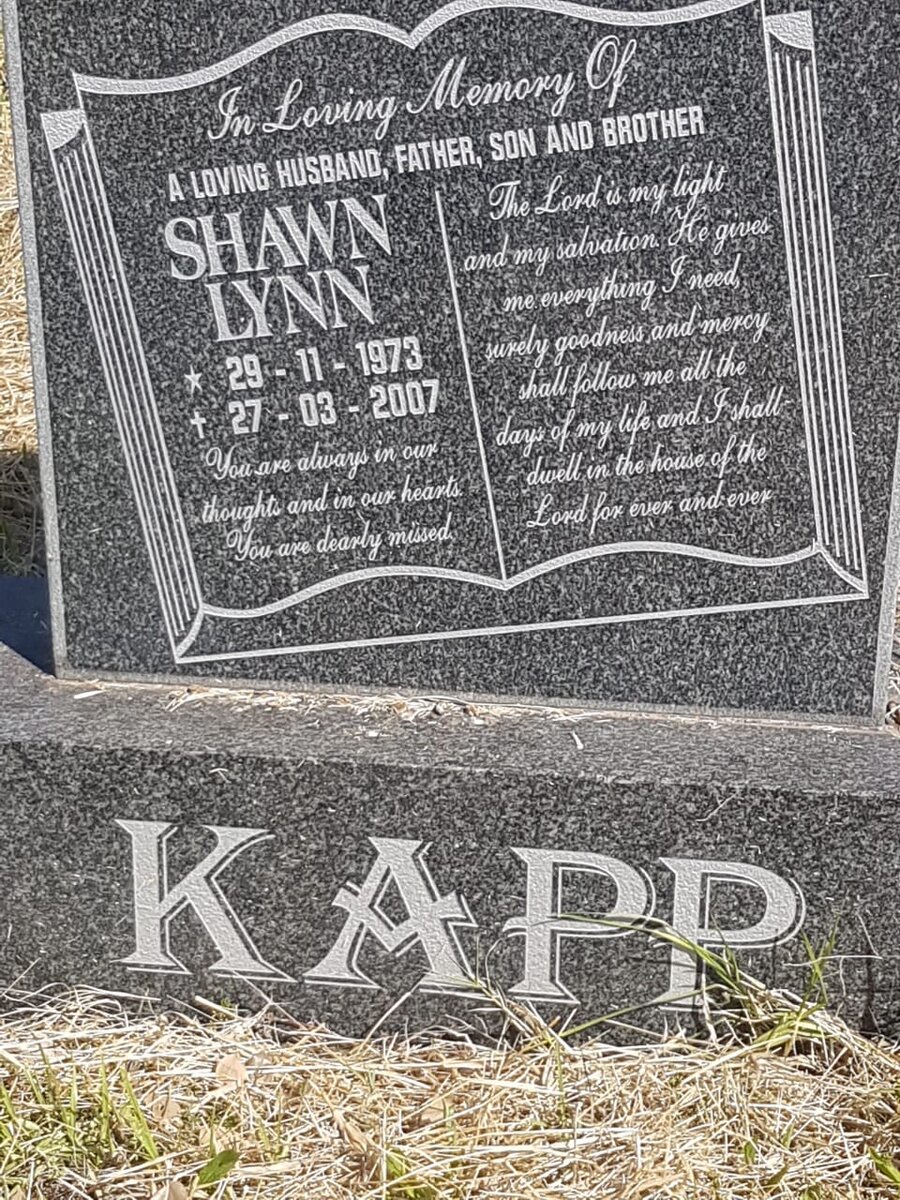 In Loving Memory Of
A LOVING HUSBAND, FATHER, SON AND BROTHER
SHAWN
LYNN
★ 29 - 11 - 1973
✝ 27 - 03 - 2007
You are always in our
thoughts and in our hearts.
You are dearly missed.
The Lord is my light
and my salvation. He gives
me everything I need,
surely goodness and mercy
shall follow me all the
days of my life and I shall
dwell in the house of the
Lord for ever and ever
KAPP